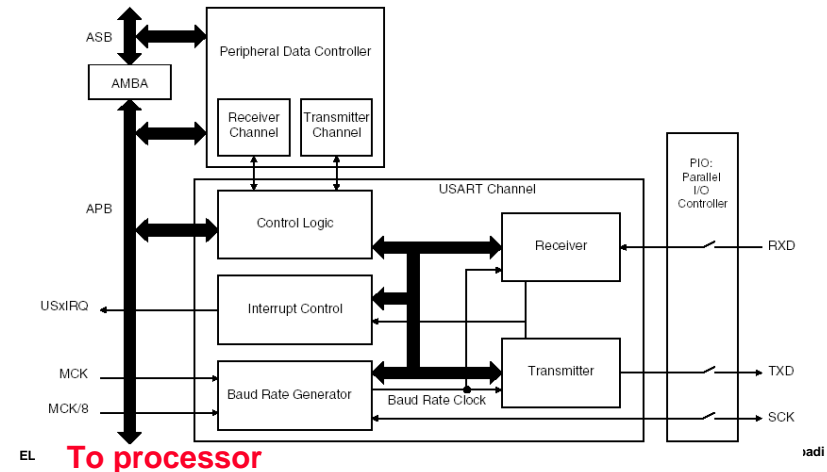 ASB
Peripheral Data Controller
AMBA
Receiver
Channel
Transmitter
Channel
PIO:
Parallel
I/O
Controller
USART Channel
APB
Control Logic
Receiver
RXD
USxIRQ
Interrupt Control
MCK
Baud Rate Generator
Transmitter
TXD
MCK/8
Baud Rate Clock
SCK
EL
To processor